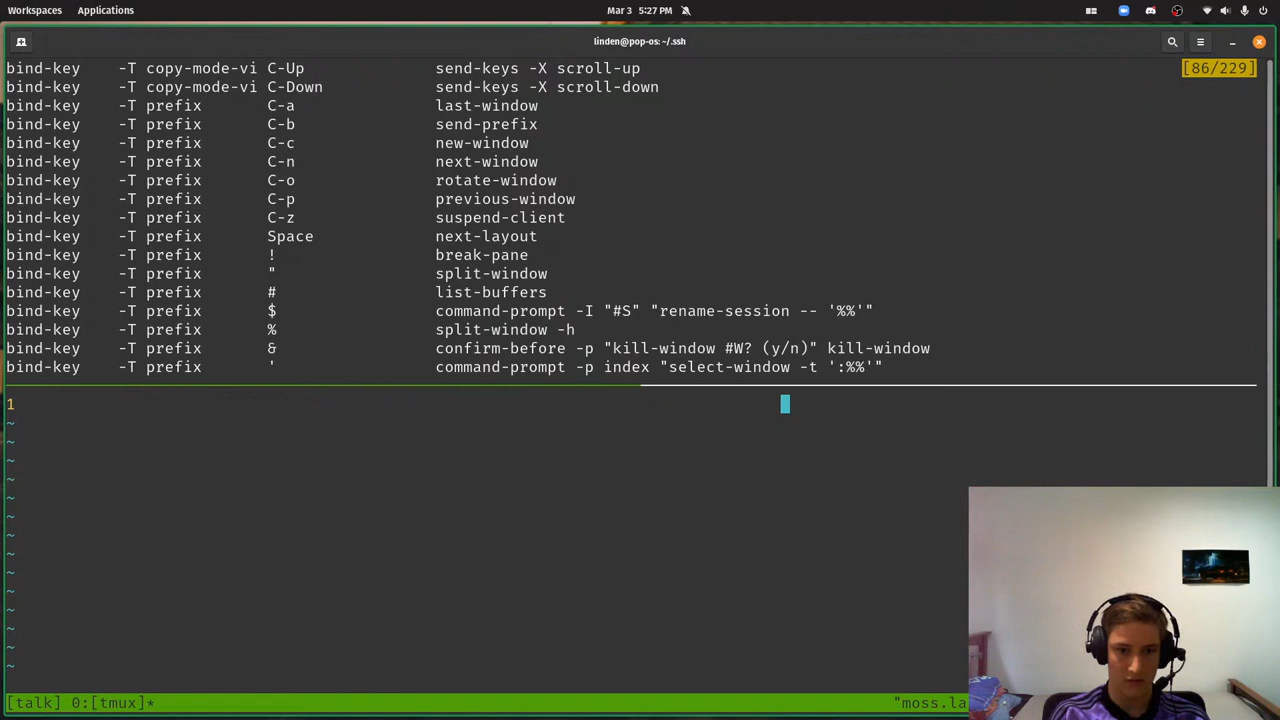 Workspaces Applications Mar 3 5:27 PM
linden@pop-os: ~/.ssh
bind-key -T copy-mode-vi C-Up send-keys -X scroll-up [86/229]
bind-key -T copy-mode-vi C-Down send-keys -X scroll-down
bind-key -T prefix C-a last-window
bind-key -T prefix C-b send-prefix
bind-key -T prefix C-c new-window
bind-key -T prefix C-n next-window
bind-key -T prefix C-o rotate-window
bind-key -T prefix C-p previous-window
bind-key -T prefix C-z suspend-client
bind-key -T prefix Space next-layout
bind-key -T prefix ! break-pane
bind-key -T prefix " split-window
bind-key -T prefix # list-buffers
bind-key -T prefix $ command-prompt -I "#S" "rename-session -- '%%'"
bind-key -T prefix % split-window -h
bind-key -T prefix & confirm-before -p "kill-window #W? (y/n)" kill-window
bind-key -T prefix ' command-prompt -p index "select-window -t ':%%'"
1
~
~
~
~
~
~
~
~
~
~
~
~
~
~
[talk] 0:[tmux]* "moss.la